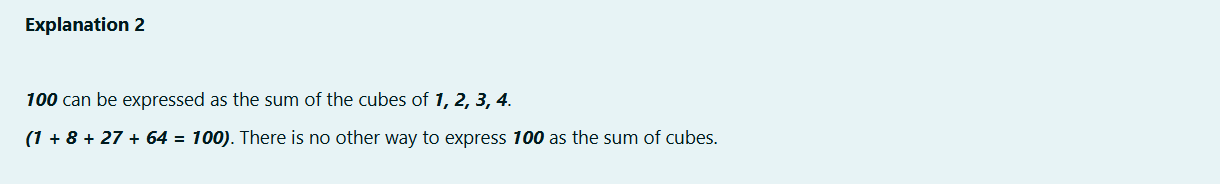 Explanation 2
100 can be expressed as the sum of the cubes of 1, 2, 3, 4.
(1 + 8 + 27 + 64 = 100). There is no other way to express 100 as the sum of cubes.